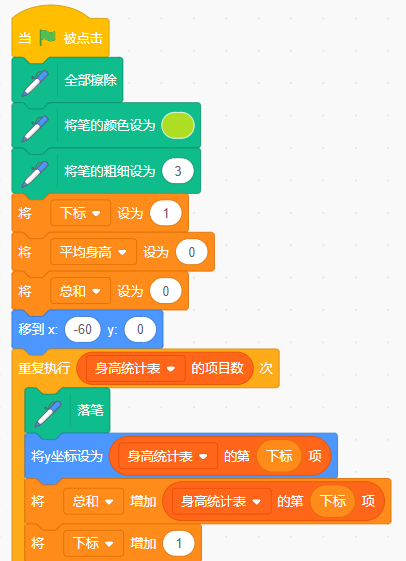 当 被点击
全部擦除
将笔的颜色设为
将笔的粗细设为 3
将 下标 设为 1
将 平均身高 设为 0
将 总和 设为 0
移到 x: -60 y: 0
重复执行 身高统计表 的项目数 次
落笔
将y坐标设为 身高统计表 的第 下标 项
将 总和 增加 身高统计表 的第 下标 项
将 下标 增加 1